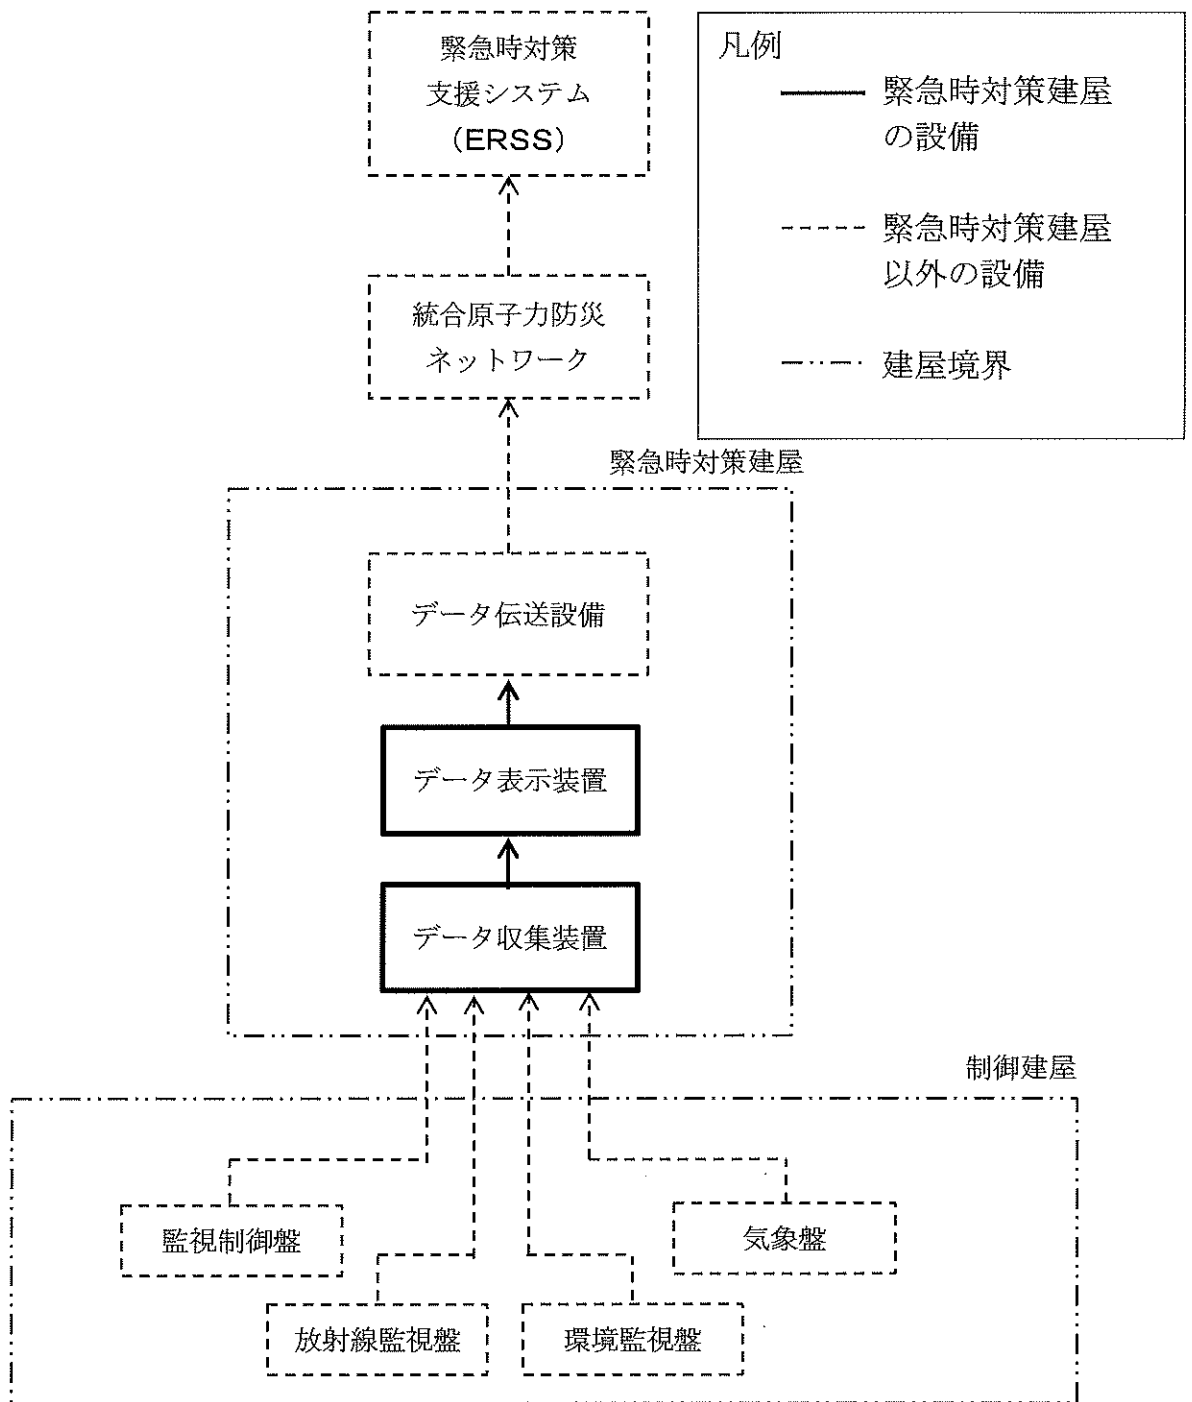 緊急時対策
支援システム
（ERSS）
凡例
緊急時対策建屋
の設備
緊急時対策建屋
以外の設備
建屋境界
統合原子力防災
ネットワーク
緊急時対策建屋
データ伝送設備
データ表示装置
データ収集装置
制御建屋
監視制御盤
気象盤
放射線監視盤
環境監視盤